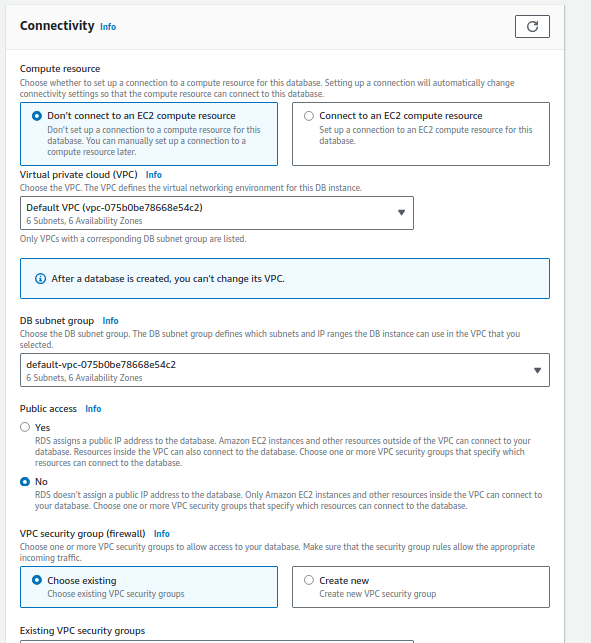 Connectivity Info
Compute resource
Choose whether to set up a connection to a compute resource for this database. Setting up a connection will automatically change
connectivity settings so that the compute resource can connect to this database.
Don't connect to an EC2 compute resource
Don't set up a connection to a compute resource for this
database. You can manually set up a connection to a
compute resource later.
Connect to an EC2 compute resource
Set up a connection to an EC2 compute resource for this
database.
Virtual private cloud (VPC) Info
Choose the VPC. The VPC defines the virtual networking environment for this DB instance.
Default VPC (vpc-075b0be78668e54c2)
6 Subnets, 6 Availability Zones
Only VPCs with a corresponding DB subnet group are listed.
After a database is created, you can't change its VPC.
DB subnet group Info
Choose the DB subnet group. The DB subnet group defines which subnets and IP ranges the DB instance can use in the VPC that you
selected.
default-vpc-075b0be78668e54c2
6 Subnets, 6 Availability Zones
Public access Info
Yes
RDS assigns a public IP address to the database. Amazon EC2 instances and other resources outside of the VPC can connect to your
database. Resources inside the VPC can also connect to the database. Choose one or more VPC security groups that specify which
resources can connect to the database.
No
RDS doesn't assign a public IP address to the database. Only Amazon EC2 instances and other resources inside the VPC can connect to
your database. Choose one or more VPC security groups that specify which resources can connect to the database.
VPC security group (firewall) Info
Choose one or more VPC security groups to allow access to your database. Make sure that the security group rules allow the appropriate
incoming traffic.
Choose existing
Choose existing VPC security groups
Create new
Create new VPC security group
Existing VPC security groups